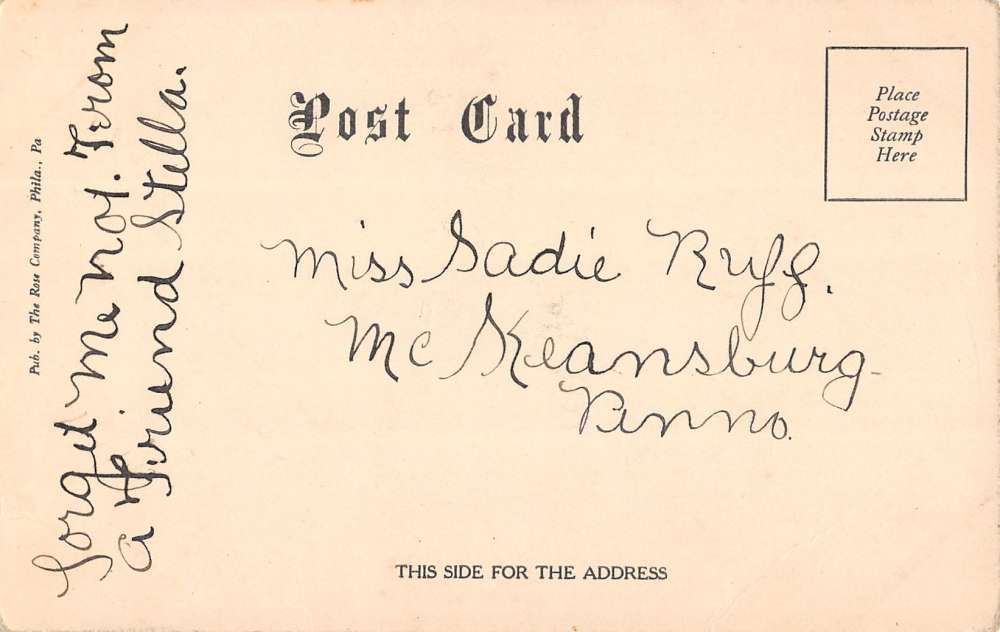 Post Card
Place
Postage
Stamp
Here
Miss Sadie Ruff.
McKeansburg
Penna.
THIS SIDE FOR THE ADDRESS
Forget Me Not. From
a Friend Stella.
Pub. by The Rose Company, Phila., Pa